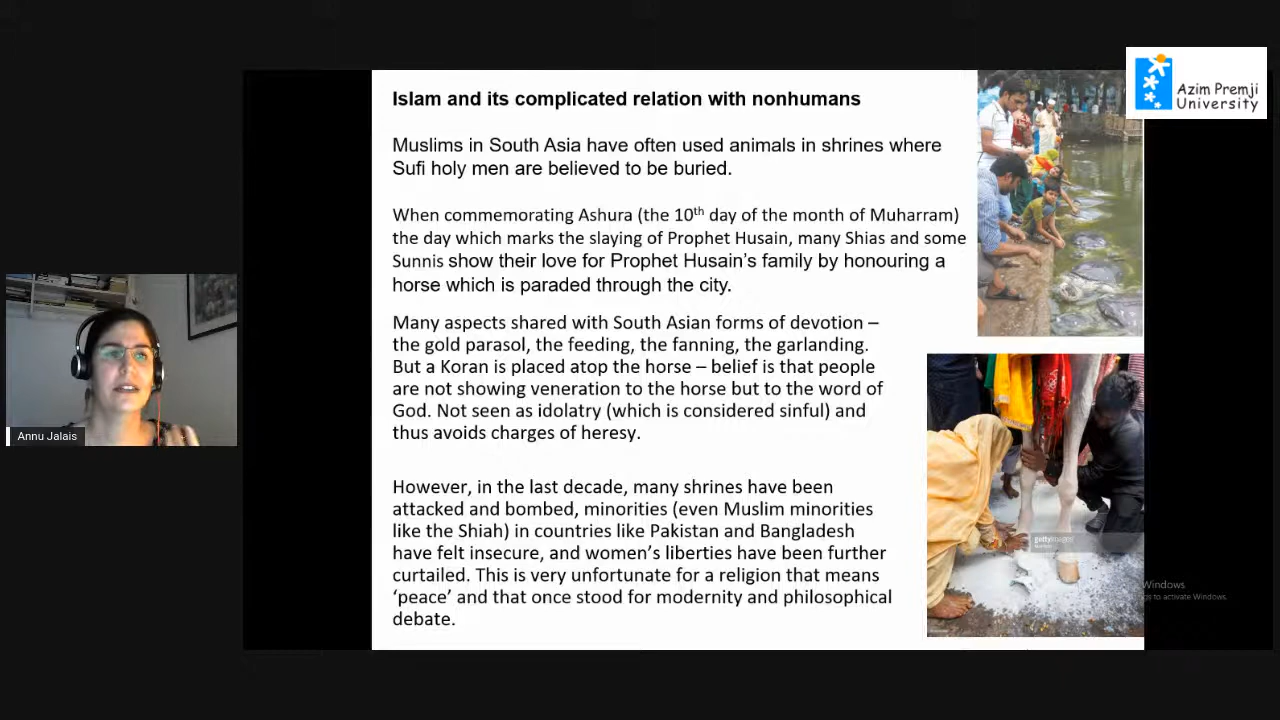 Azim Premji
University
Islam and its complicated relation with nonhumans
Muslims in South Asia have often used animals in shrines where
Sufi holy men are believed to be buried.
When commemorating Ashura (the 10th day of the month of Muharram)
the day which marks the slaying of Prophet Husain, many Shias and some
Sunnis show their love for Prophet Husain's family by honouring a
horse which is paraded through the city.
Many aspects shared with South Asian forms of devotion –
the gold parasol, the feeding, the fanning, the garlanding.
But a Koran is placed atop the horse – belief is that people
are not showing veneration to the horse but to the word of
God. Not seen as idolatry (which is considered sinful) and
thus avoids charges of heresy.
However, in the last decade, many shrines have been
attacked and bombed, minorities (even Muslim minorities
like the Shiah) in countries like Pakistan and Bangladesh
have felt insecure, and women's liberties have been further
curtailed. This is very unfortunate for a religion that means
'peace' and that once stood for modernity and philosophical
debate.
Annu Jalais
gettyimages
Windows
to activate Windows.